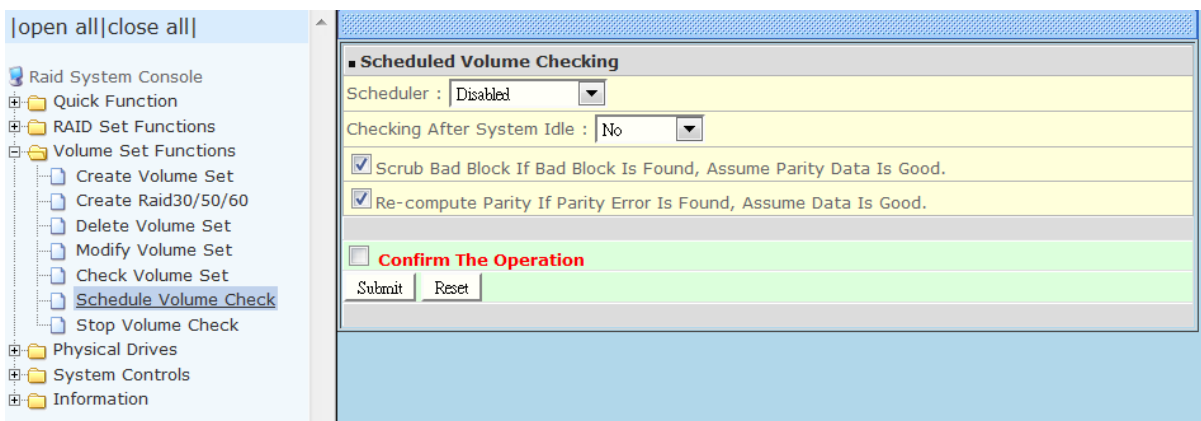 |open all|close all|
Raid System Console
Quick Function
RAID Set Functions
Volume Set Functions
Create Volume Set
Create Raid30/50/60
Delete Volume Set
Modify Volume Set
Check Volume Set
Schedule Volume Check
Stop Volume Check
Physical Drives
System Controls
Information
Scheduled Volume Checking
Scheduler : Disabled
Checking After System Idle : No
Scrub Bad Block If Bad Block Is Found, Assume Parity Data Is Good.
Re-compute Parity If Parity Error Is Found, Assume Data Is Good.
Confirm The Operation
Submit Reset